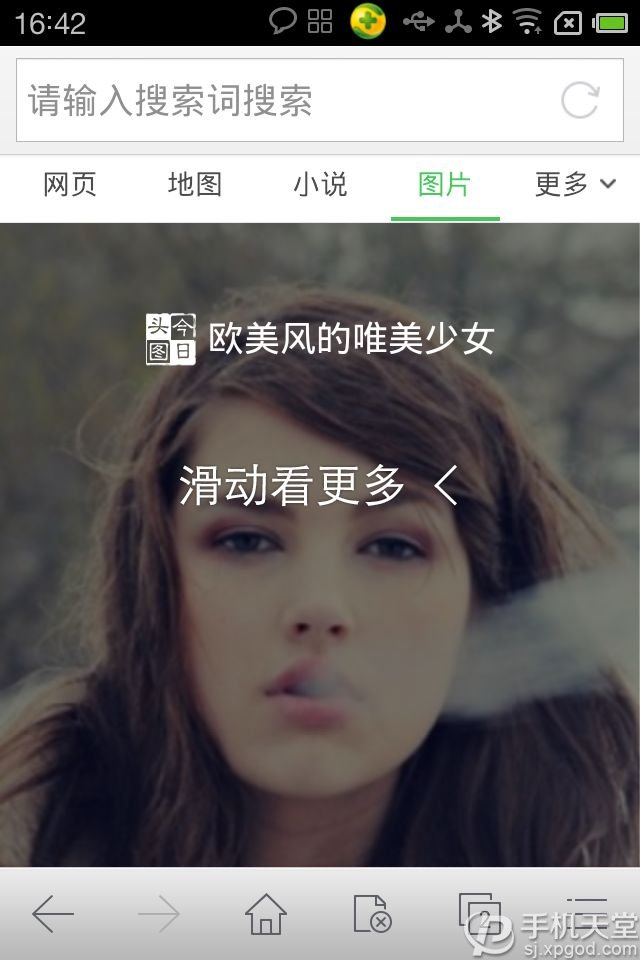 16:42
请输入搜索词搜索
网页 地图 小说 图片 更多
今日头图
欧美风的唯美少女
滑动看更多
2
手机天堂
sj.xpgod.com